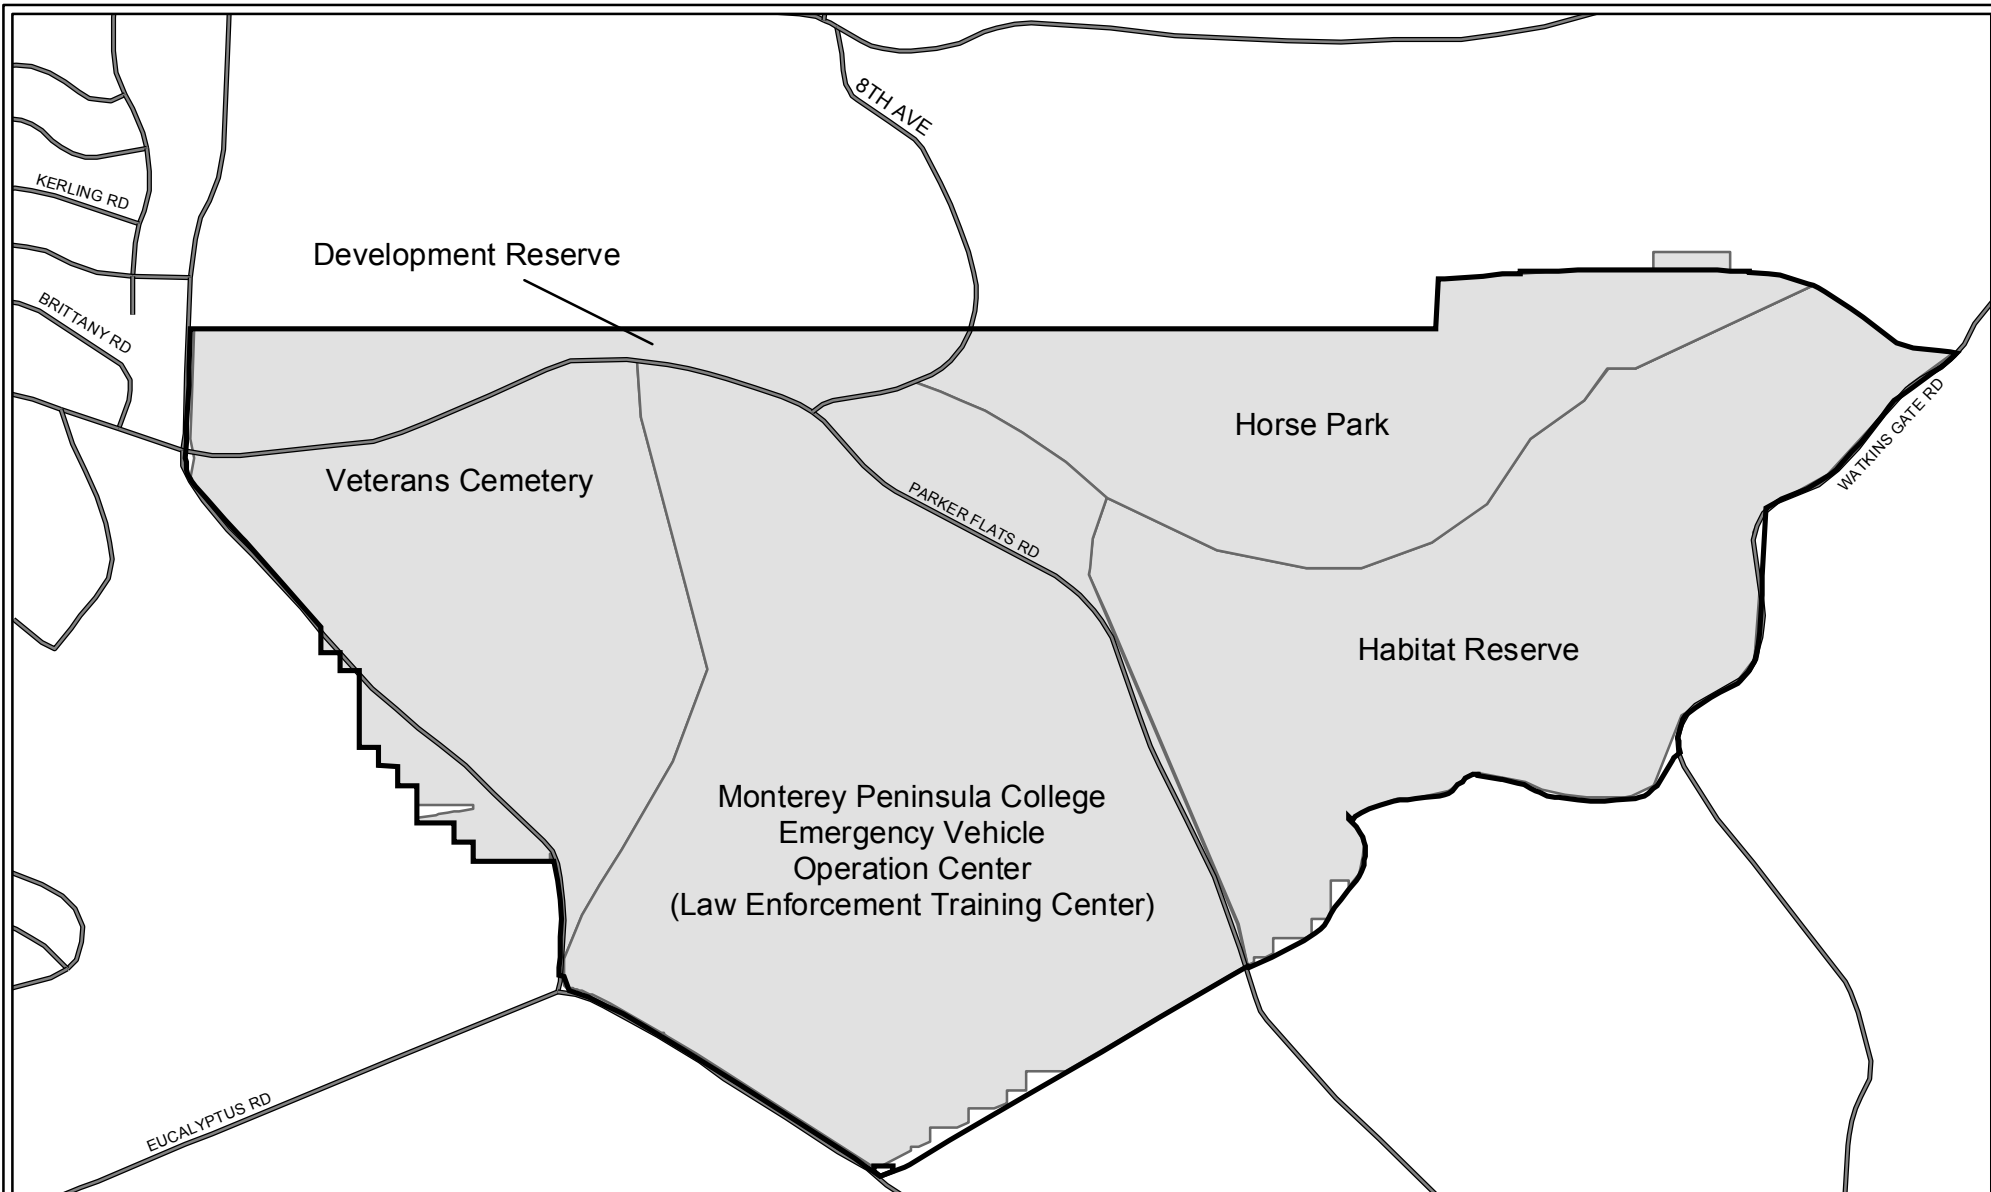 8TH AVE
KERLING RD
Development Reserve
BRITTANY RD
Horse Park
WATKINS GATE RD
Veterans Cemetery
PARKER FLATS RD
Habitat Reserve
Monterey Peninsula College
Emergency Vehicle
Operation Center
(Law Enforcement Training Center)
EUCALYPTUS RD